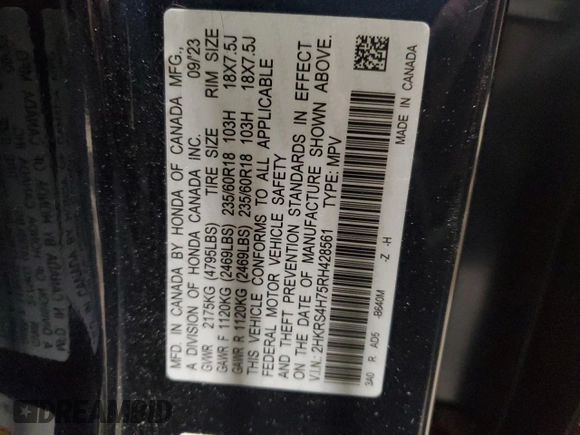 MFD. IN CANADA BY HONDA OF CANADA MFG.,
A DIVISION OF HONDA CANADA INC. 09/'23
GVWR 2175KG (4795LBS) TIRE SIZE RIM SIZE
GAWR F 1120KG (2469LBS) 235/60R18 103H 18X7.5J
GAWR R 1120KG (2469LBS) 235/60R18 103H 18X7.5J
THIS VEHICLE CONFORMS TO ALL APPLICABLE
FEDERAL MOTOR VEHICLE SAFETY
AND THEFT PREVENTION STANDARDS IN EFFECT
ON THE DATE OF MANUFACTURE SHOWN ABOVE.
V.I.N.: 2HKRS4H75RH428561 TYPE: MPV
3A0 R A05 -B640M -Z -H MADE IN CANADA
DREAMBID